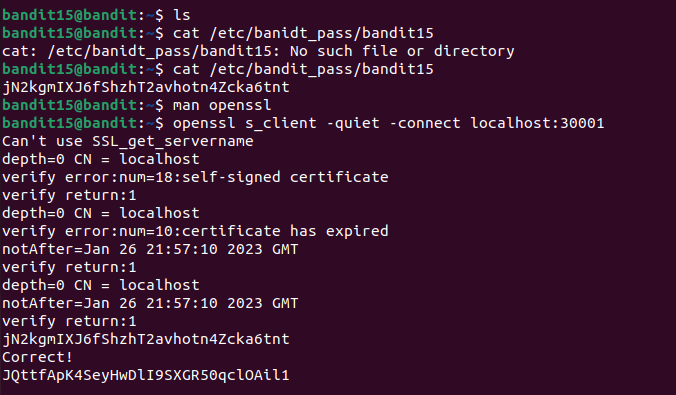 bandit15@bandit:~$ ls
bandit15@bandit:~$ cat /etc/banidt_pass/bandit15
cat: /etc/banidt_pass/bandit15: No such file or directory
bandit15@bandit:~$ cat /etc/bandit_pass/bandit15
jN2kgmIXJ6fShzhT2avhotn4Zcka6tnt
bandit15@bandit:~$ man openssl
bandit15@bandit:~$ openssl s_client -quiet -connect localhost:30001
Can't use SSL_get_servername
depth=0 CN = localhost
verify error:num=18:self-signed certificate
verify return:1
depth=0 CN = localhost
verify error:num=10:certificate has expired
notAfter=Jan 26 21:57:10 2023 GMT
verify return:1
depth=0 CN = localhost
notAfter=Jan 26 21:57:10 2023 GMT
verify return:1
jN2kgmIXJ6fShzhT2avhotn4Zcka6tnt
Correct!
JQttfApK4SeyHwDlI9SXGR50qclOAil1